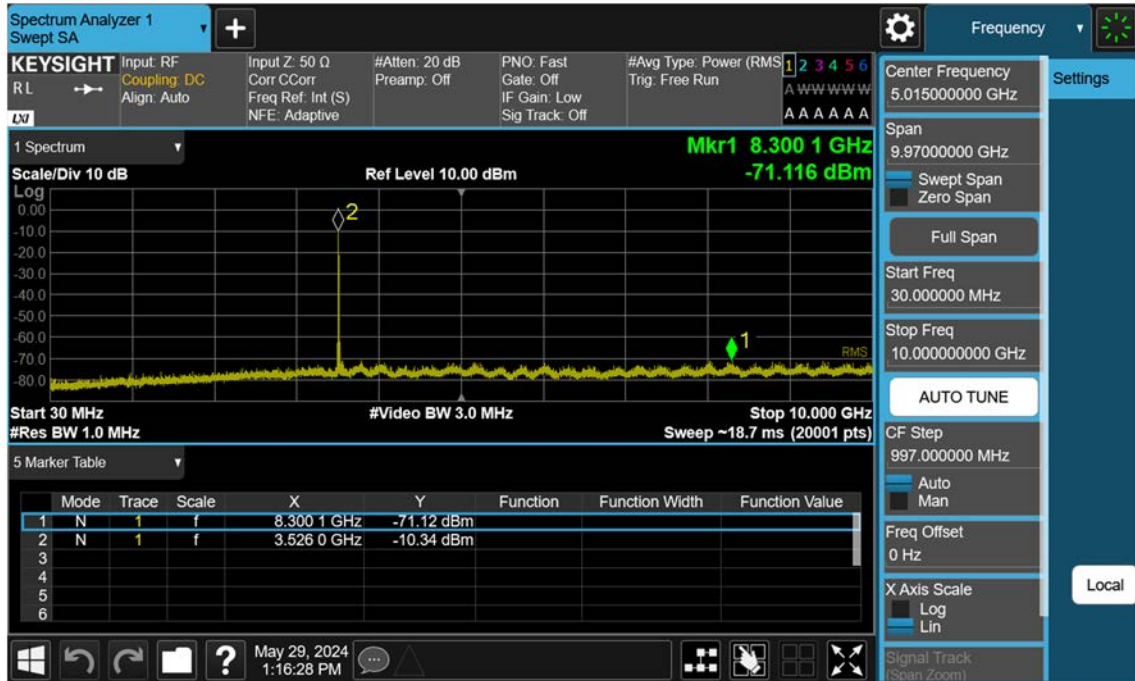 Spectrum Analyzer 1
Swept SA
Frequency
KEYSIGHT
R L
LXI
Input: RF
Coupling: DC
Align: Auto
Input Z: 50 Ω
Corr CCorr
Freq Ref: Int (S)
NFE: Adaptive
#Atten: 20 dB
Preamp: Off
PNO: Fast
Gate: Off
IF Gain: Low
Sig Track: Off
#Avg Type: Power (RMS
Trig: Free Run
1 2 3 4 5 6
A W W W W W
A A A A A A
1 Spectrum
Mkr1 8.300 1 GHz
Scale/Div 10 dB
Ref Level 10.00 dBm
-71.116 dBm
Log
0.00
-10.0
-20.0
-30.0
-40.0
-50.0
-60.0
-70.0
-80.0
2
1
RMS
Start 30 MHz
#Video BW 3.0 MHz
Stop 10.000 GHz
#Res BW 1.0 MHz
Sweep ~18.7 ms (20001 pts)
5 Marker Table
Mode Trace Scale X Y Function Function Width Function Value
1 N 1 f 8.300 1 GHz -71.12 dBm
2 N 1 f 3.526 0 GHz -10.34 dBm
3
4
5
6
May 29, 2024
1:16:28 PM
?
Center Frequency
5.015000000 GHz
Settings
Span
9.97000000 GHz
Swept Span
Zero Span
Full Span
Start Freq
30.000000 MHz
Stop Freq
10.000000000 GHz
AUTO TUNE
CF Step
997.000000 MHz
Auto
Man
Freq Offset
0 Hz
X Axis Scale
Log
Lin
Local
Signal Track
(Span Zoom)